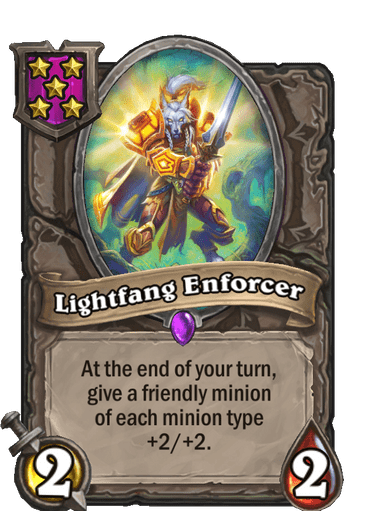 Lightfang Enforcer
At the end of your turn,
give a friendly minion
of each minion type
+2/+2.
2 2